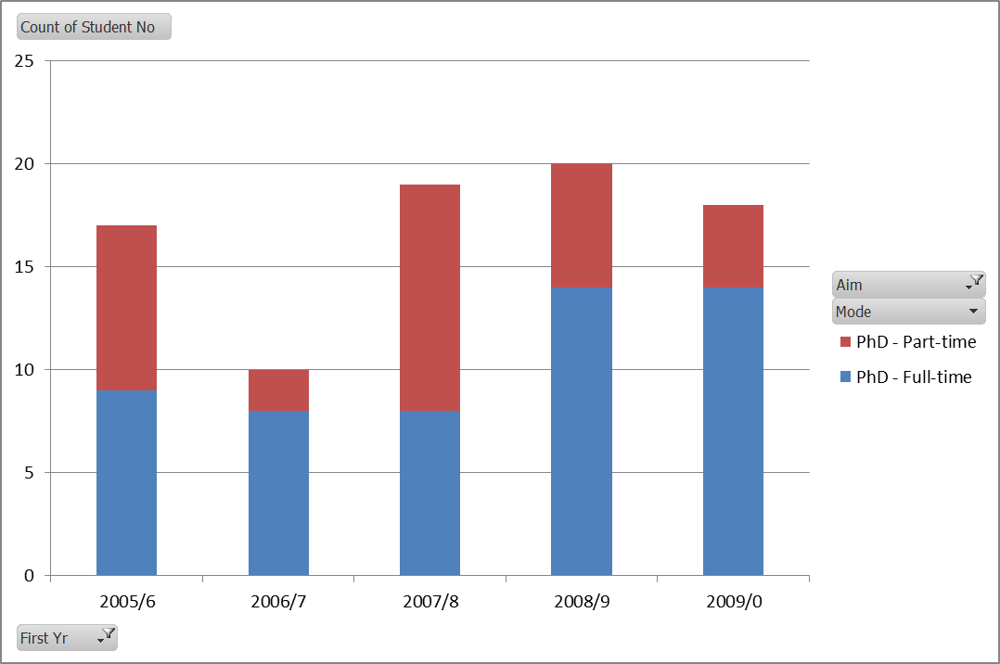 Count of Student No
25
20
15
10
5
0
2005/6 2006/7 2007/8 2008/9 2009/0
Aim
Mode
PhD - Part-time
PhD - Full-time
First Yr